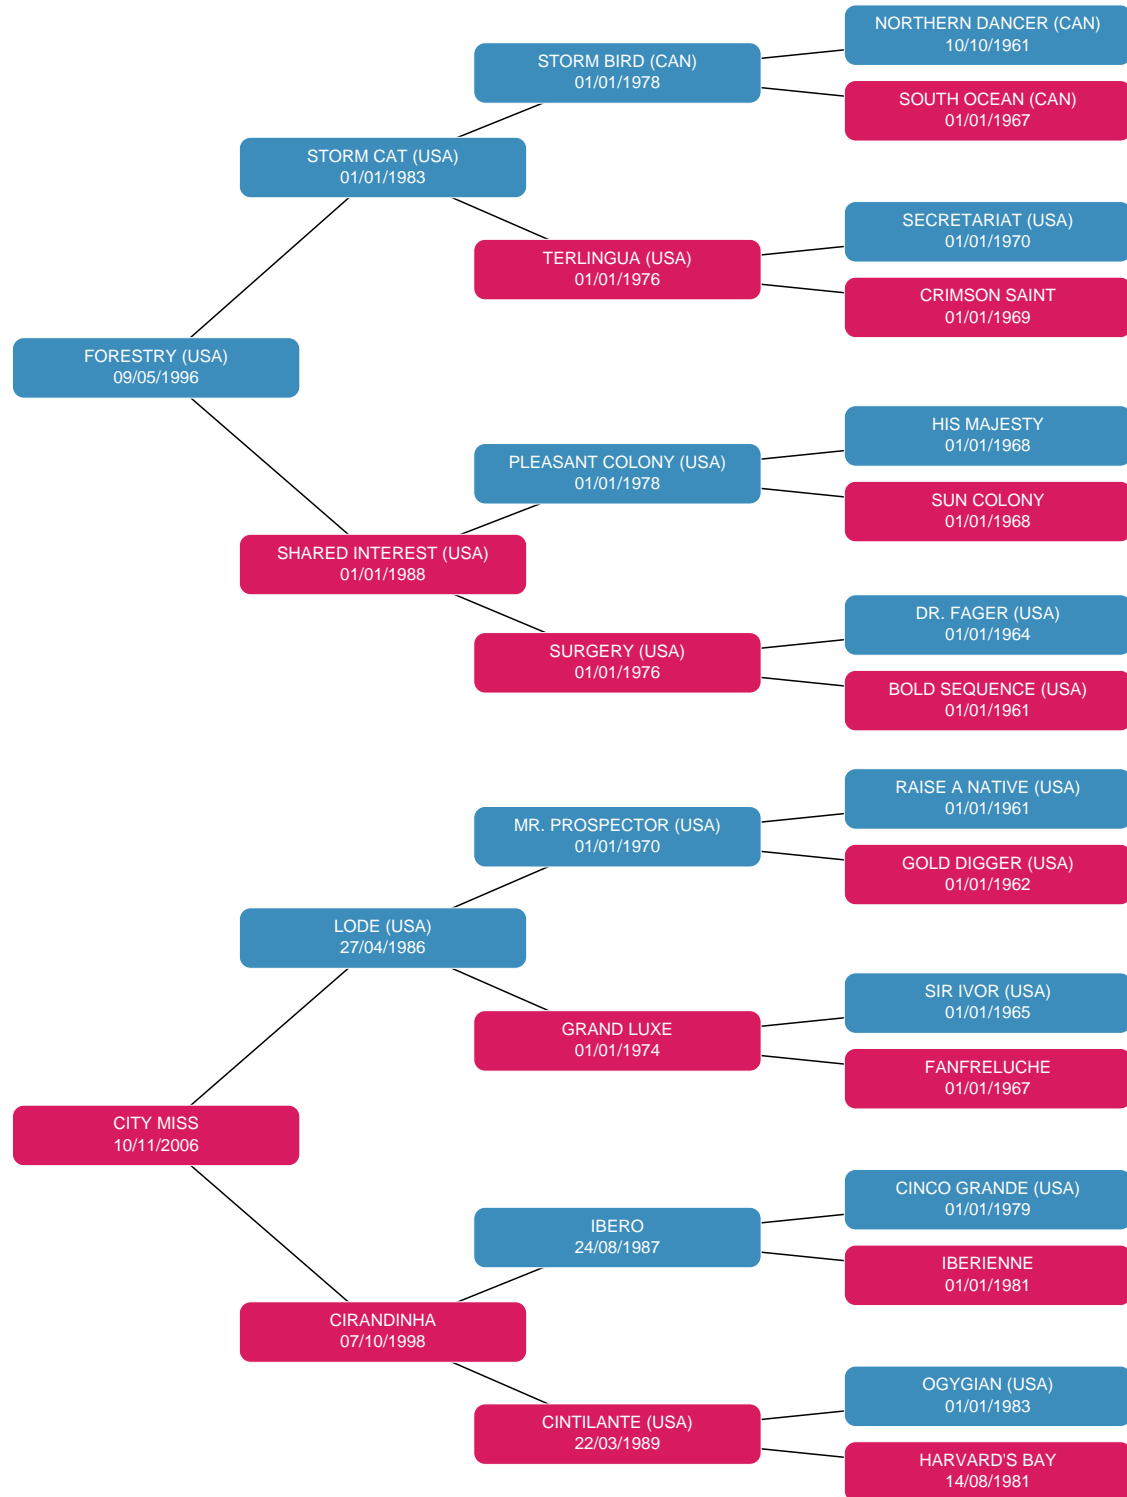 NORTHERN DANCER (CAN)
10/10/1961
STORM BIRD (CAN)
01/01/1978
SOUTH OCEAN (CAN)
01/01/1967
STORM CAT (USA)
01/01/1983
SECRETARIAT (USA)
01/01/1970
TERLINGUA (USA)
01/01/1976
CRIMSON SAINT
01/01/1969
FORESTRY (USA)
09/05/1996
HIS MAJESTY
01/01/1968
PLEASANT COLONY (USA)
01/01/1978
SUN COLONY
01/01/1968
SHARED INTEREST (USA)
01/01/1988
DR. FAGER (USA)
01/01/1964
SURGERY (USA)
01/01/1976
BOLD SEQUENCE (USA)
01/01/1961
RAISE A NATIVE (USA)
01/01/1961
MR. PROSPECTOR (USA)
01/01/1970
GOLD DIGGER (USA)
01/01/1962
LODE (USA)
27/04/1986
SIR IVOR (USA)
01/01/1965
GRAND LUXE
01/01/1974
FANFRELUCHE
01/01/1967
CITY MISS
10/11/2006
CINCO GRANDE (USA)
01/01/1979
IBERO
24/08/1987
IBERIENNE
01/01/1981
CIRANDINHA
07/10/1998
OGYGIAN (USA)
01/01/1983
CINTILANTE (USA)
22/03/1989
HARVARD'S BAY
14/08/1981